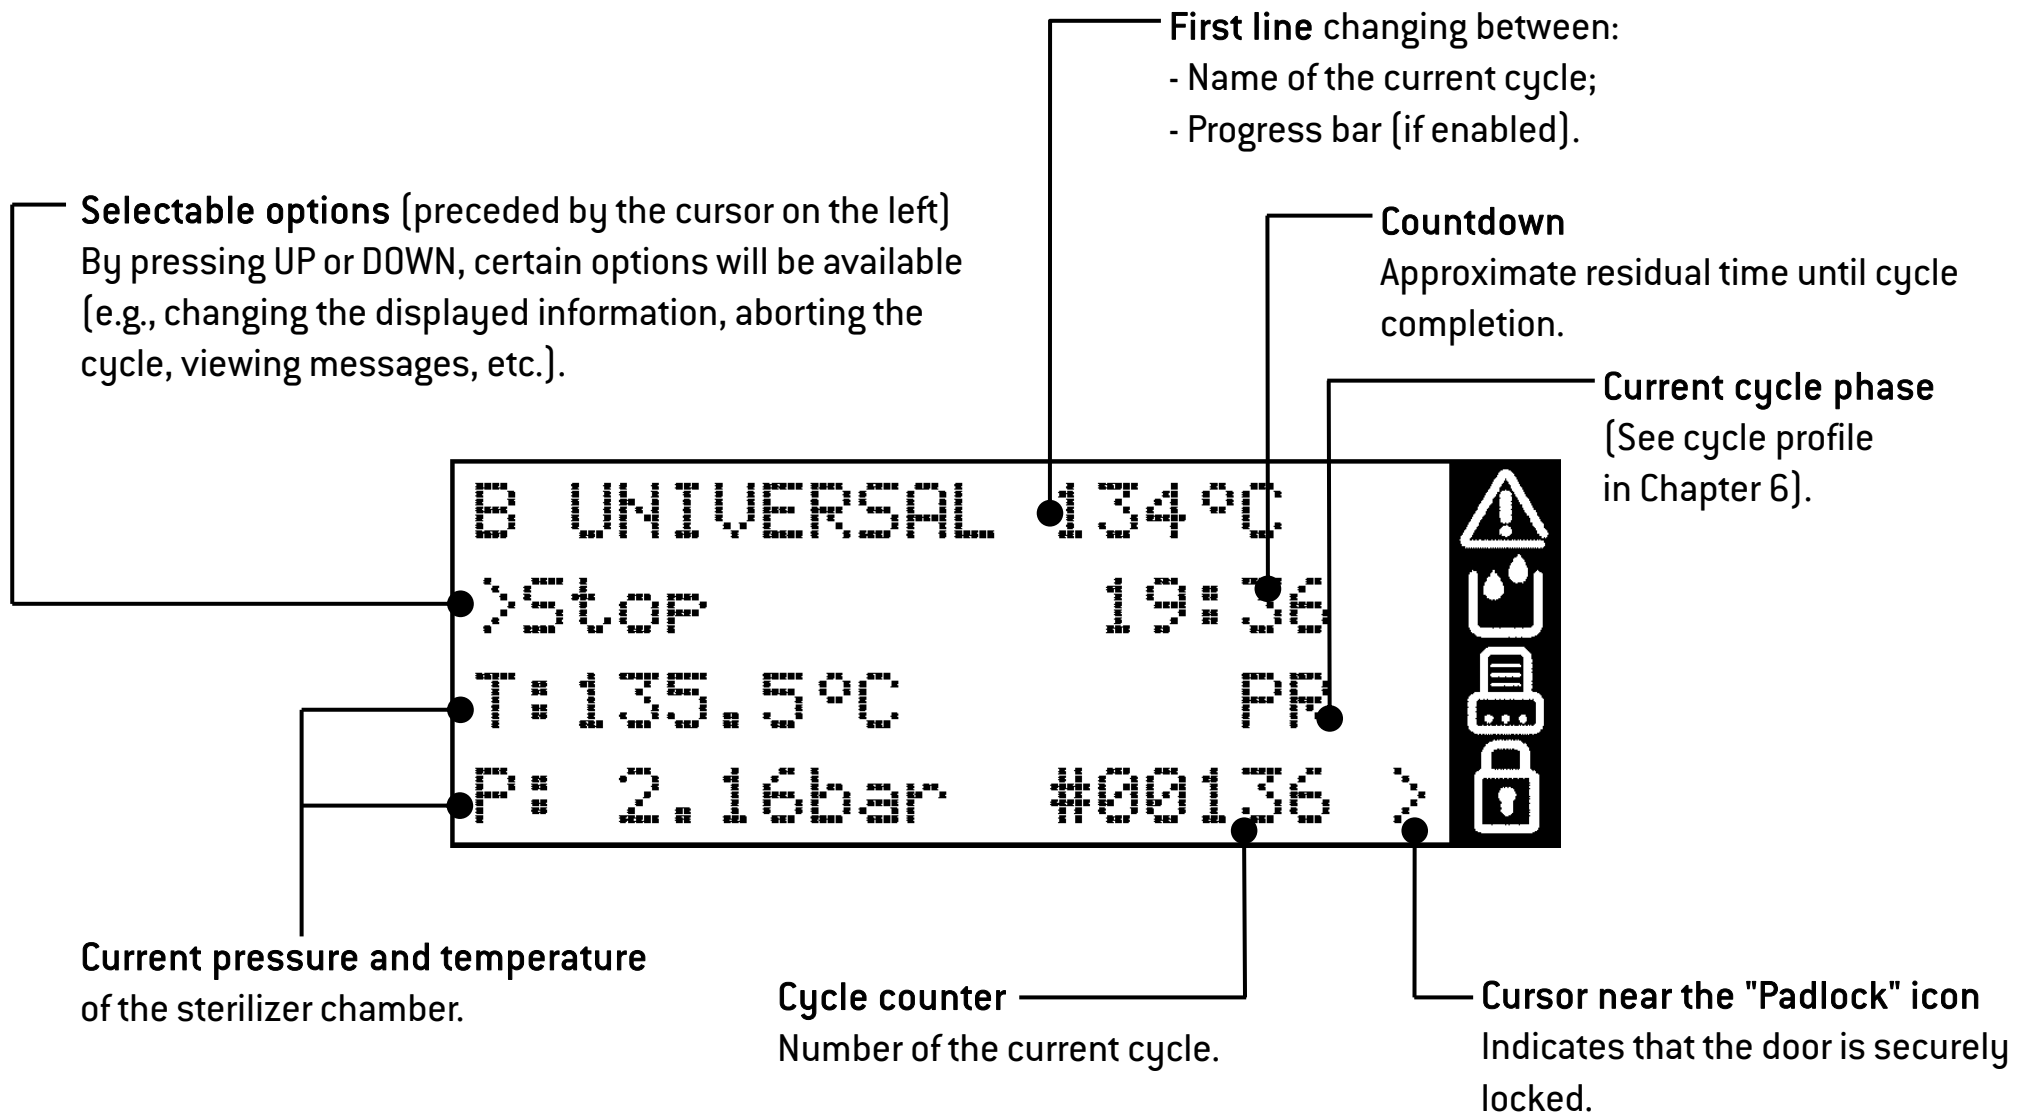 First line changing between:
- Name of the current cycle;
- Progress bar (if enabled).
Selectable options (preceded by the cursor on the left)
By pressing UP or DOWN, certain options will be available
(e.g., changing the displayed information, aborting the
cycle, viewing messages, etc.).
Countdown
Approximate residual time until cycle
completion.
Current cycle phase
(See cycle profile
in Chapter 6).
B UNIVERSAL 134°C
>Stop 19:36
T:135.5°C PR
P: 2.16bar #00136 >
Current pressure and temperature
of the sterilizer chamber.
Cycle counter
Number of the current cycle.
Cursor near the "Padlock" icon
Indicates that the door is securely
locked.